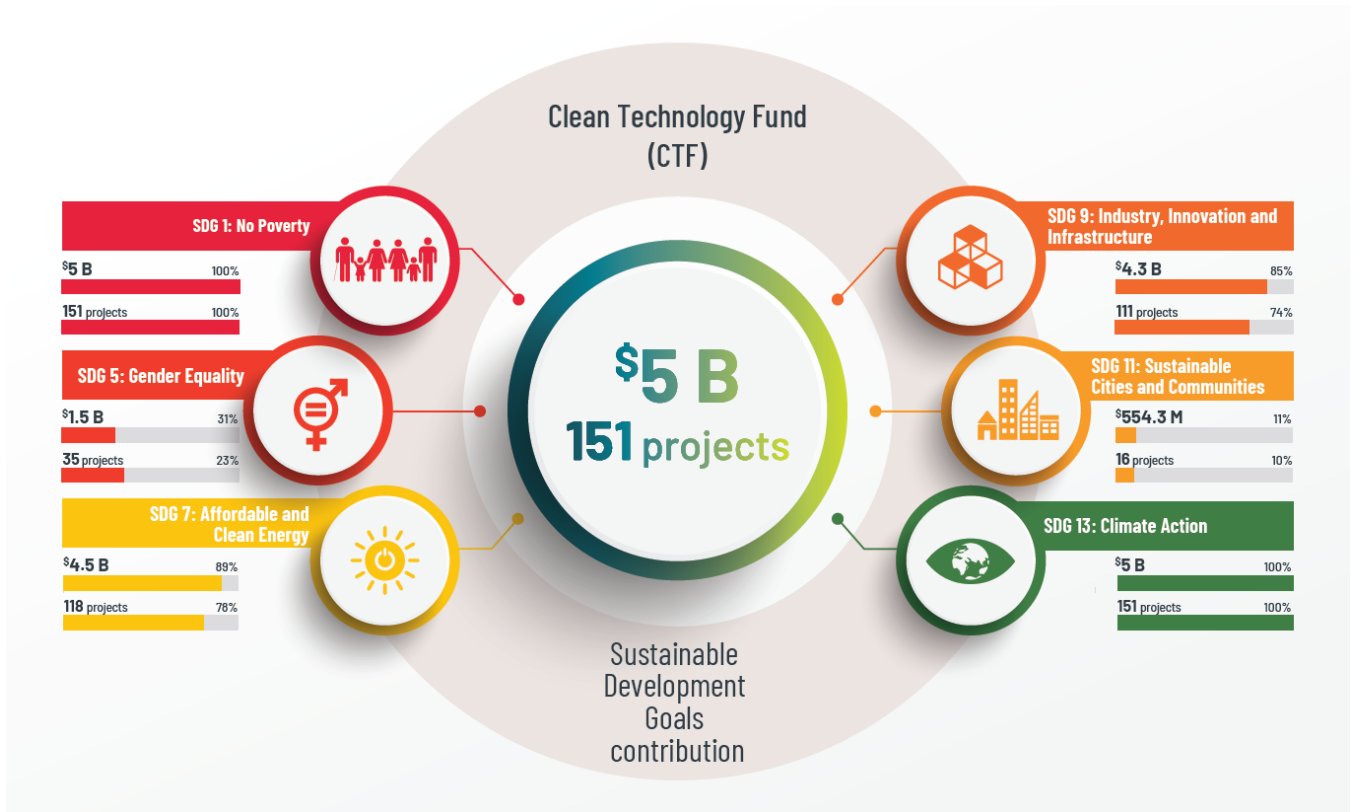 Clean Technology Fund
(CTF)
SDG 1: No Poverty
$5 B 100%
151 projects 100%
SDG 5: Gender Equality
$1.5 B 31%
35 projects 23%
SDG 7: Affordable and
Clean Energy
$4.5 B 89%
118 projects 78%
$5 B
151 projects
SDG 9: Industry, Innovation and
Infrastructure
$4.3 B 85%
111 projects 74%
SDG 11: Sustainable
Cities and Communities
$554.3 M 11%
16 projects 10%
SDG 13: Climate Action
$5 B 100%
151 projects 100%
Sustainable
Development
Goals
contribution